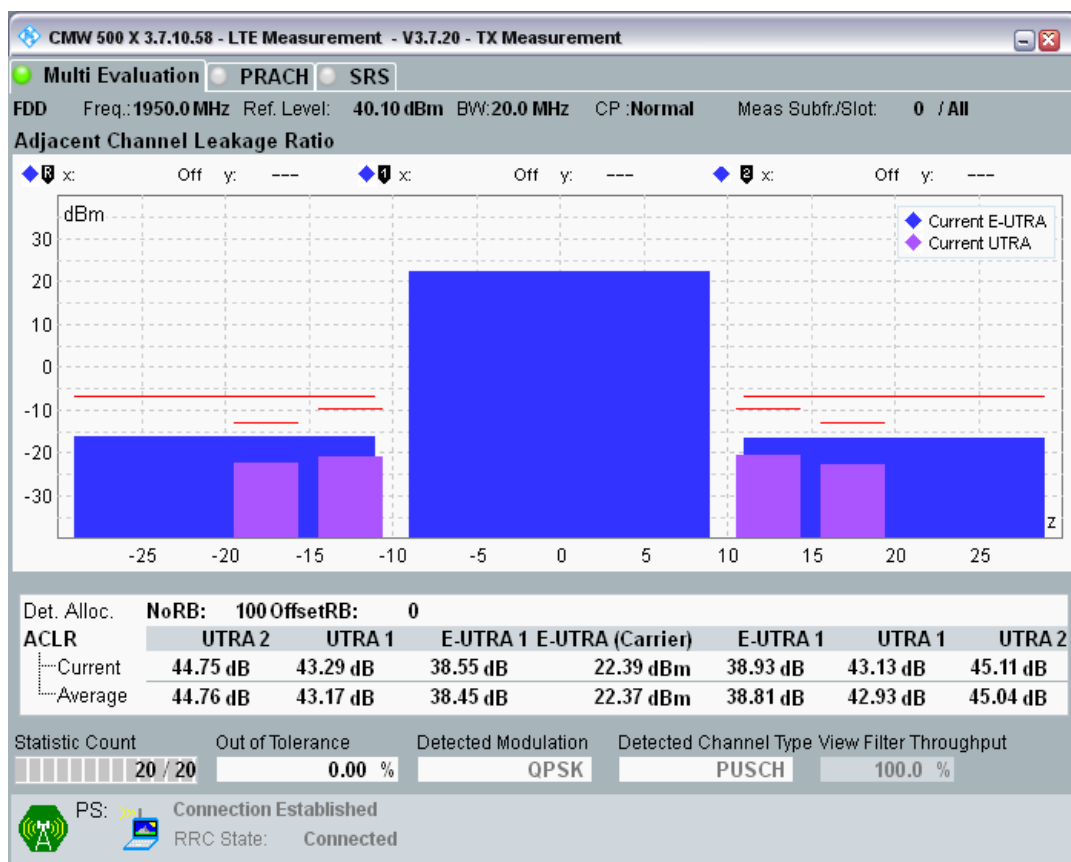 CMW 500 X 3.7.10.58 - LTE Measurement - V3.7.20 - TX Measurement
Multi Evaluation PRACH SRS
FDD Freq.: 1950.0 MHz Ref. Level: 40.10 dBm BW: 20.0 MHz CP : Normal Meas Subfr./Slot: 0 / All
Adjacent Channel Leakage Ratio
R x: Off y: --- 1 x: Off y: --- 2 x: Off y: ---
dBm
Current E-UTRA
Current UTRA
30
20
10
0
-10
-20
-30
z
-25 -20 -15 -10 -5 0 5 10 15 20 25
Det. Alloc. NoRB: 100 OffsetRB: 0
ACLR UTRA 2 UTRA 1 E-UTRA 1 E-UTRA (Carrier) E-UTRA 1 UTRA 1 UTRA 2
Current 44.75 dB 43.29 dB 38.55 dB 22.39 dBm 38.93 dB 43.13 dB 45.11 dB
Average 44.76 dB 43.17 dB 38.45 dB 22.37 dBm 38.81 dB 42.93 dB 45.04 dB
Statistic Count Out of Tolerance Detected Modulation Detected Channel Type View Filter Throughput
20 / 20 0.00 % QPSK PUSCH 100.0 %
PS: Connection Established
RRC State: Connected